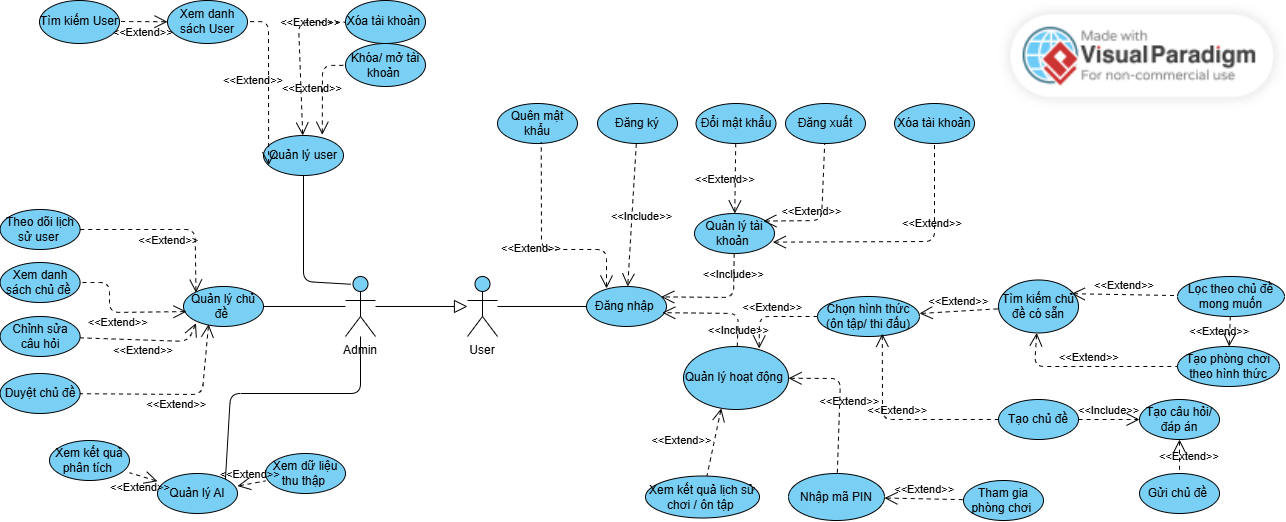 Tìm kiếm User
<<Extend>>
Xem danh
sách User
<<Extend>>
<<Extend>>
Xóa tài khoản
Khóa/ mở tài
khoản
<<Extend>>
Quản lý user
Made with
Visual Paradigm
For non-commercial use
Quên mật
khẩu
Đăng ký
Đổi mật khẩu
Đăng xuất
Xóa tài khoản
<<Extend>>
<<Include>>
<<Extend>>
<<Extend>>
<<Extend>>
Quản lý tài
khoản
<<Include>>
Theo dõi lịch
sử user
<<Extend>>
Xem danh
sách chủ đề
<<Extend>>
Chỉnh sửa
câu hỏi
<<Extend>>
Duyệt chủ đề
<<Extend>>
Quản lý chủ
đề
Admin
User
Đăng nhập
<<Include>>
<<Extend>>
Chọn hình thức
(ôn tập/ thi đấu)
<<Extend>>
Tìm kiếm chủ
đề có sẵn
<<Extend>>
Lọc theo chủ đề
mong muốn
<<Extend>>
<<Extend>>
Tạo phòng chơi
theo hình thức
Quản lý hoạt động
<<Extend>>
<<Extend>>
Tạo chủ đề
<<Include>>
Tạo câu hỏi/
đáp án
<<Extend>>
Gửi chủ đề
<<Extend>>
Xem kết quả lịch sử
chơi / ôn tập
Nhập mã PIN
<<Extend>>
Tham gia
phòng chơi
Xem kết quả
phân tích
<<Extend>>
Quản lý AI
<<Extend>>
Xem dữ liệu
thu thập